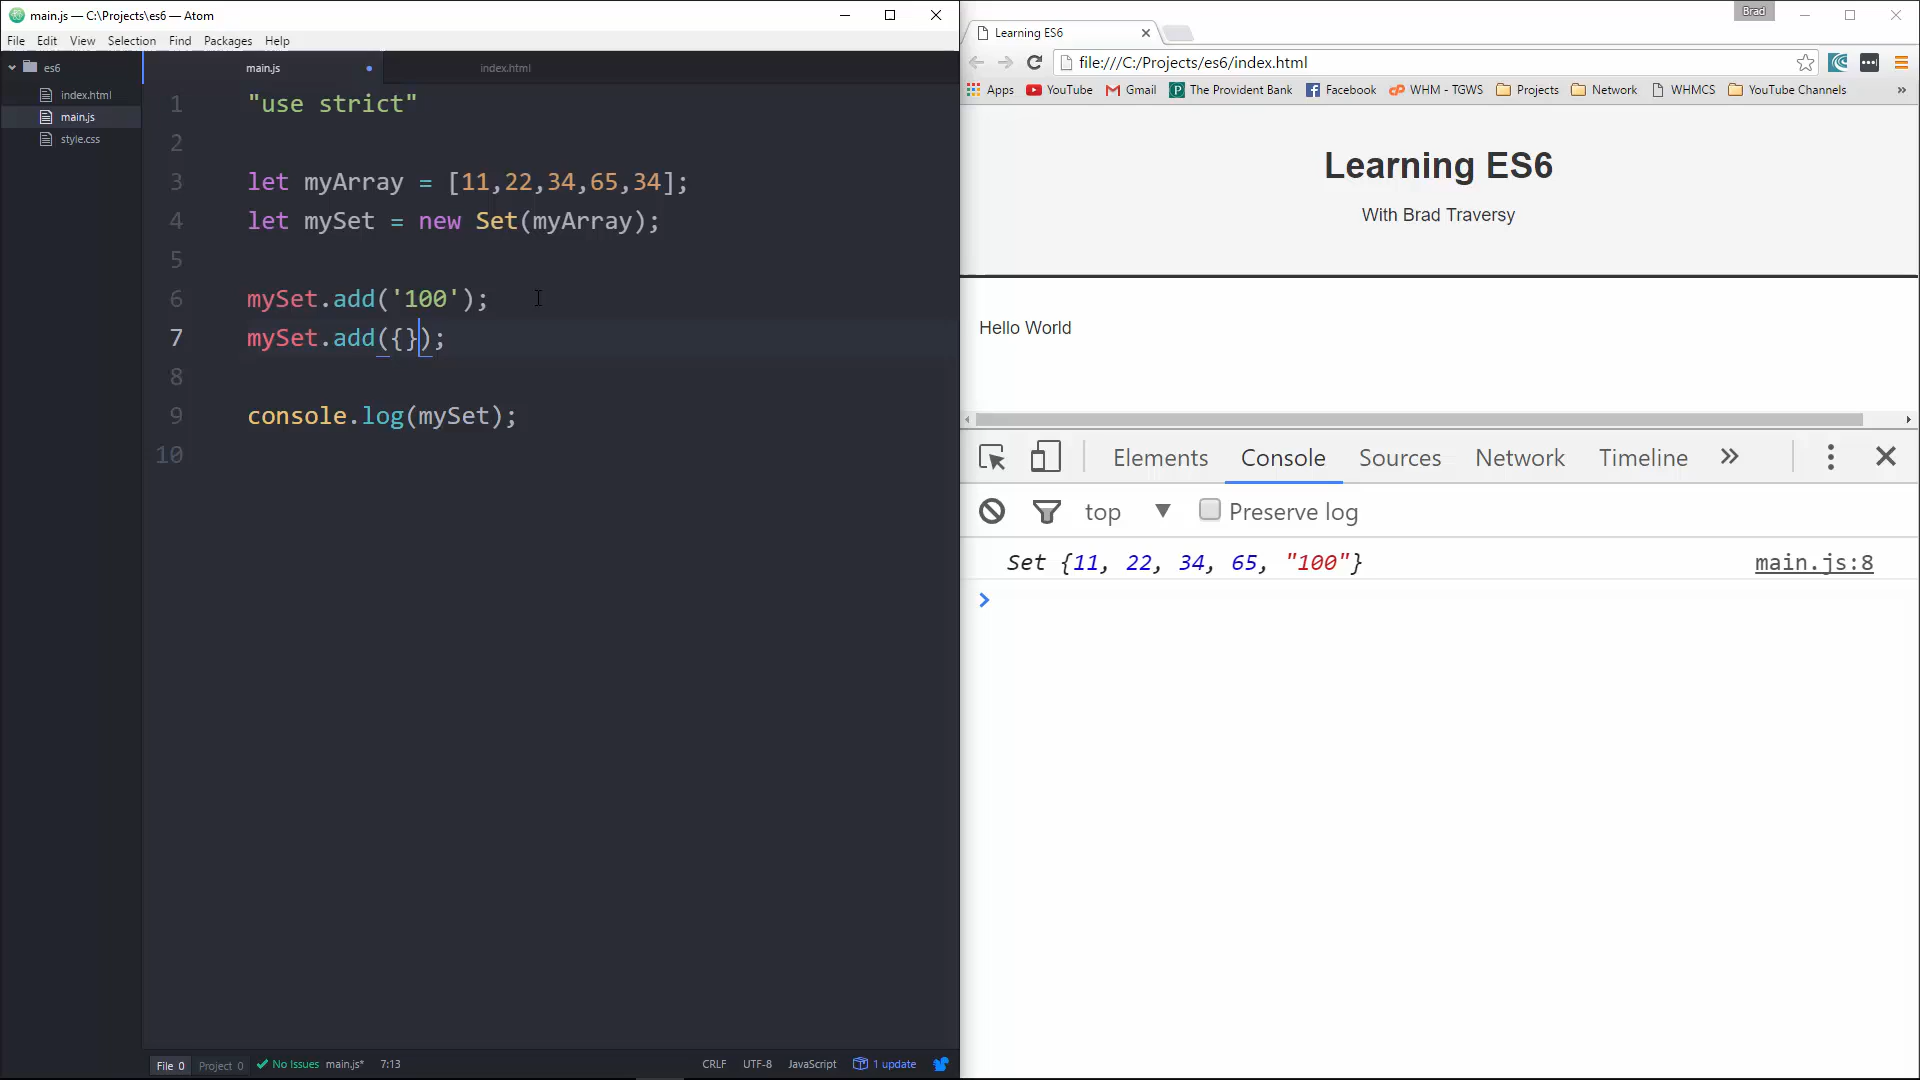 main.js — C:\Projects\es6 — Atom
File Edit View Selection Find Packages Help
es6
index.html
main.js
style.css
main.js
index.html
1 "use strict"
2
3 let myArray = [11,22,34,65,34];
4 let mySet = new Set(myArray);
5
6 mySet.add('100');
7 mySet.add({});
8
9 console.log(mySet);
10
File 0 Project 0 No Issues main.js* 7:13 CRLF UTF-8 JavaScript 1 update
Brad
Learning ES6
file:///C:/Projects/es6/index.html
Apps YouTube Gmail The Provident Bank Facebook WHM - TGWS Projects Network WHMCS YouTube Channels »
Learning ES6
With Brad Traversy
Hello World
Elements Console Sources Network Timeline »
top Preserve log
Set {11, 22, 34, 65, "100"} main.js:8